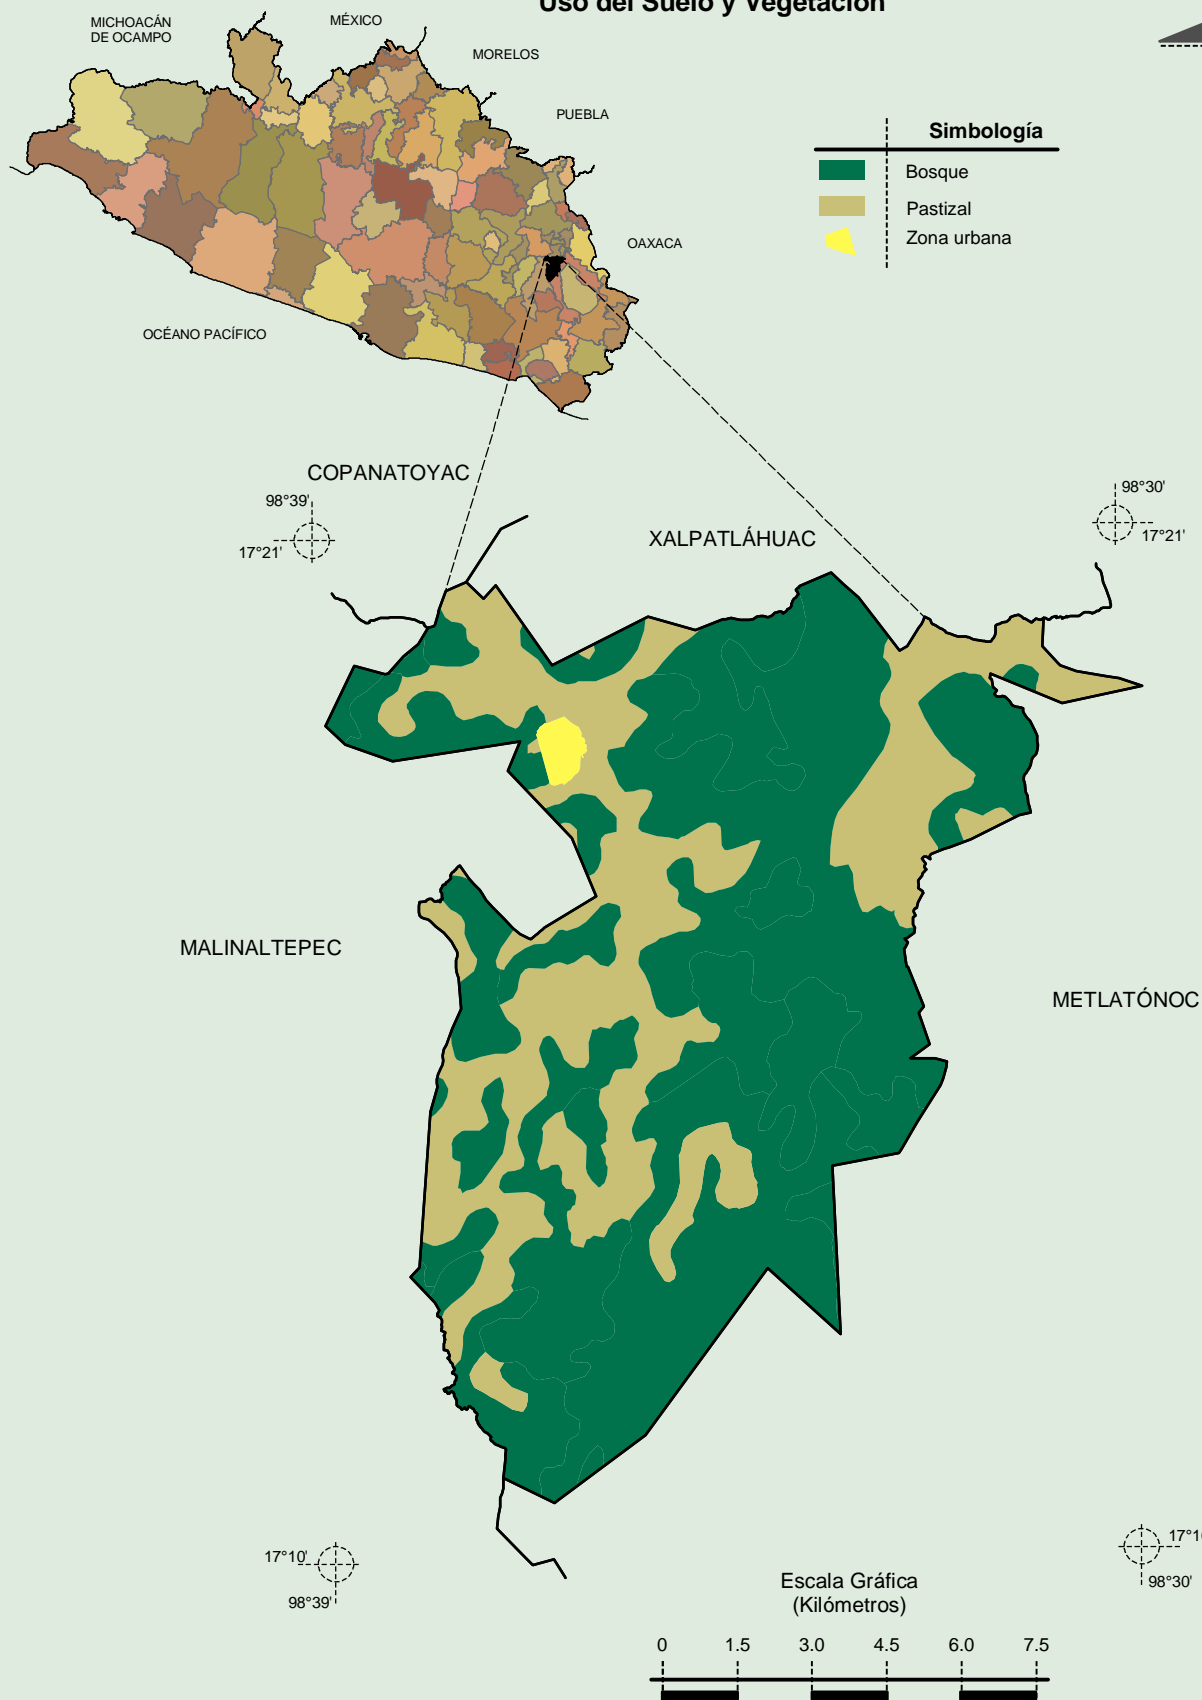 Uso del Suelo y Vegetación
MICHOACÁN
DE OCAMPO
MÉXICO
MORELOS
PUEBLA
OAXACA
OCÉANO PACÍFICO
Simbología
Bosque
Pastizal
Zona urbana
COPANATOYAC
XALPATLÁHUAC
98°39'
17°21'
98°30'
17°21'
MALINALTEPEC
METLATÓNOC
17°10'
98°39'
98°30'
Escala Gráfica
(Kilómetros)
0 1.5 3.0 4.5 6.0 7.5